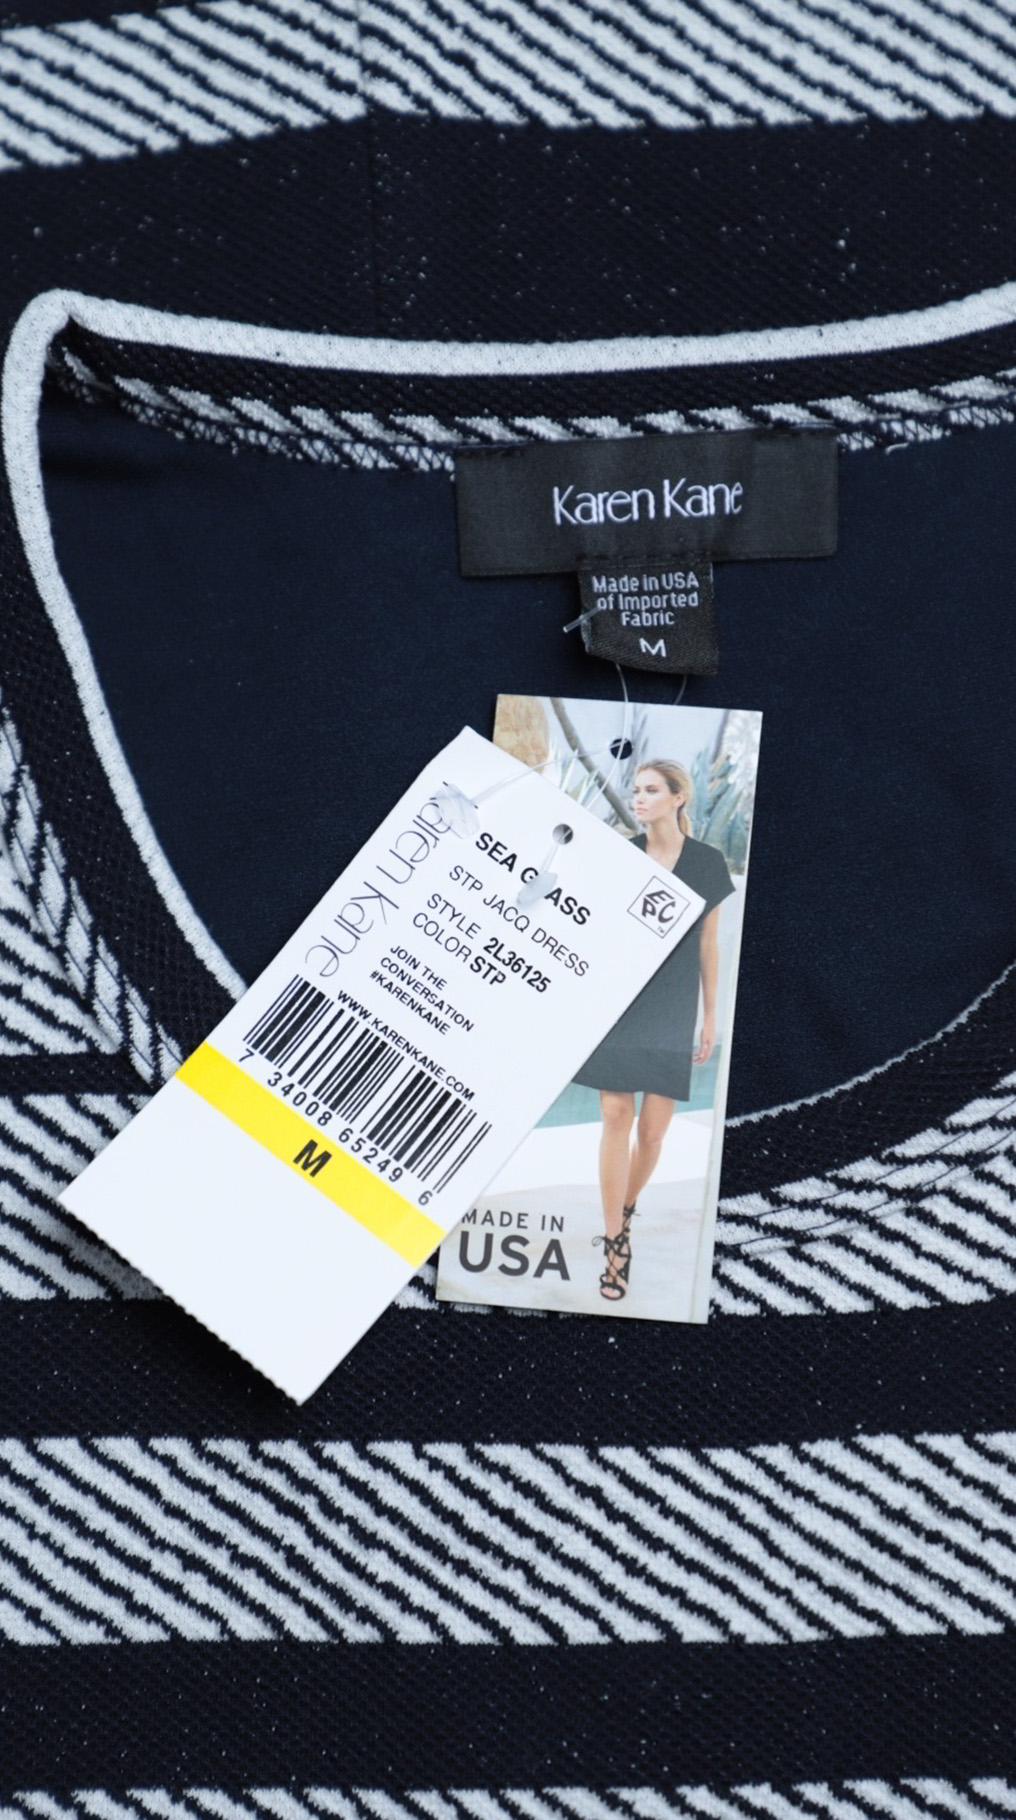 Karen Kane
Made in USA
of Imported
Fabric
M
Karen Kane
SEA GLASS
STP JACQ DRESS
STYLE 2L36125
COLOR STP
JOIN THE
CONVERSATION
#KARENKANE
WWW.KARENKANE.COM
7 34008 65249 6
M
EPC
MADE IN
USA